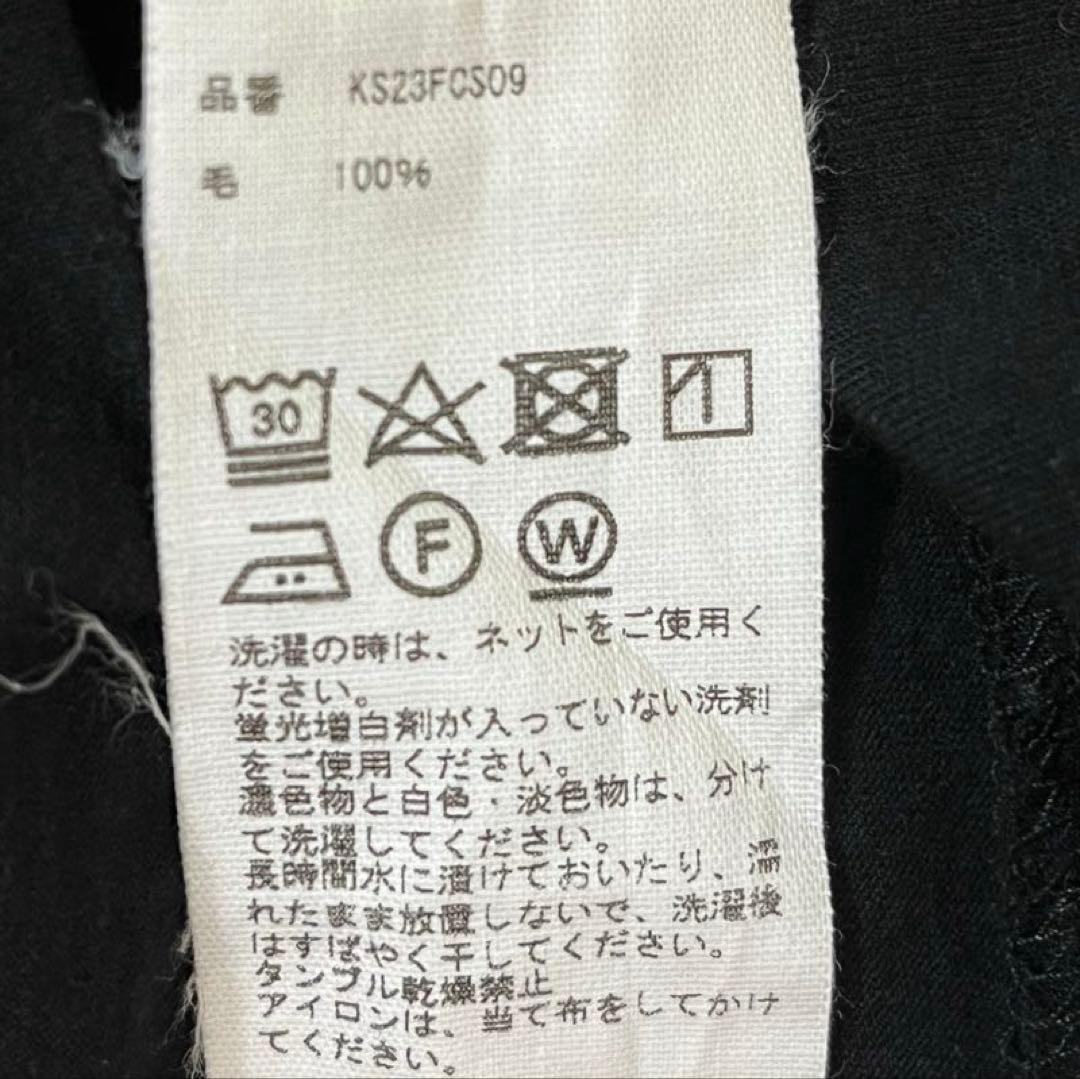 品番 KS23FCS09
毛 100%
30
F W
洗濯の時は、ネットをご使用く
ださい。
蛍光増白剤が入っていない洗剤
をご使用ください。
濃色物と白色・淡色物は、分け
て洗濯してください。
長時間水に漬けておいたり、濡
れたまま放置しないで、洗濯後
はすばやく干してください。
タンブル乾燥禁止
アイロンは、当て布をしてかけ
てください。